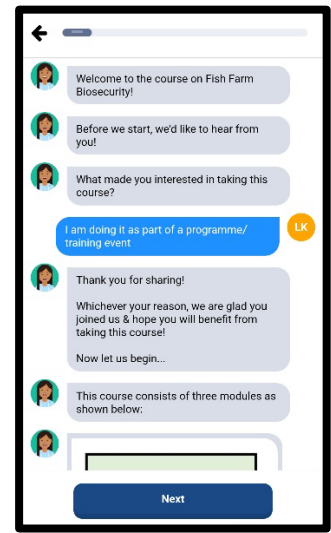 Welcome to the course on Fish Farm
Biosecurity!
Before we start, we'd like to hear from
you!
What made you interested in taking this
course?
I am doing it as part of a programme/
training event
LK
Thank you for sharing!
Whichever your reason, we are glad you
joined us & hope you will benefit from
taking this course!
Now let us begin...
This course consists of three modules as
shown below:
Next